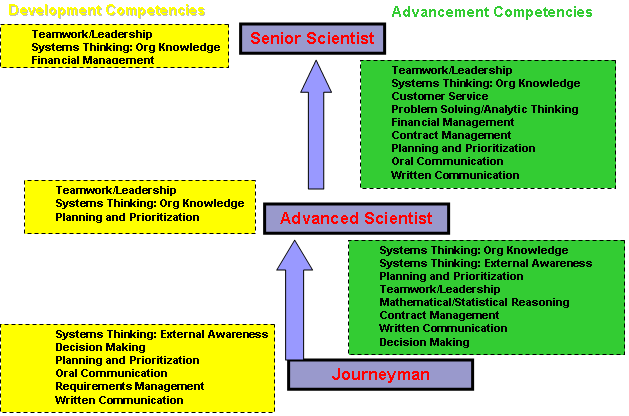 Development Competencies
Advancement Competencies
Teamwork/Leadership
Systems Thinking: Org Knowledge
Financial Management
Senior Scientist
Teamwork/Leadership
Systems Thinking: Org Knowledge
Customer Service
Problem Solving/Analytic Thinking
Financial Management
Contract Management
Planning and Prioritization
Oral Communication
Written Communication
Teamwork/Leadership
Systems Thinking: Org Knowledge
Planning and Prioritization
Advanced Scientist
Systems Thinking: Org Knowledge
Systems Thinking: External Awareness
Planning and Prioritization
Teamwork/Leadership
Mathematical/Statistical Reasoning
Contract Management
Written Communication
Decision Making
Systems Thinking: External Awareness
Decision Making
Planning and Prioritization
Oral Communication
Requirements Management
Written Communication
Journeyman